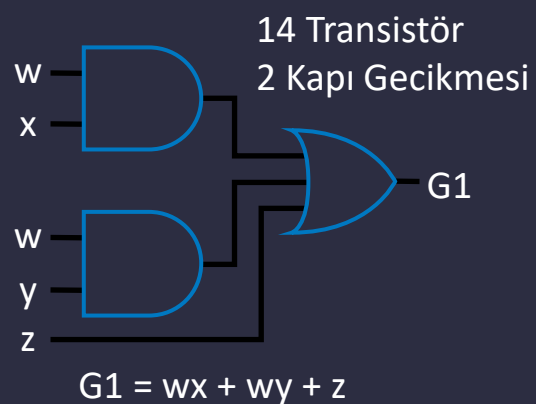 14 Transistör
2 Kapı Gecikmesi
w
x
w
y
z
G1
G1 = wx + wy + z